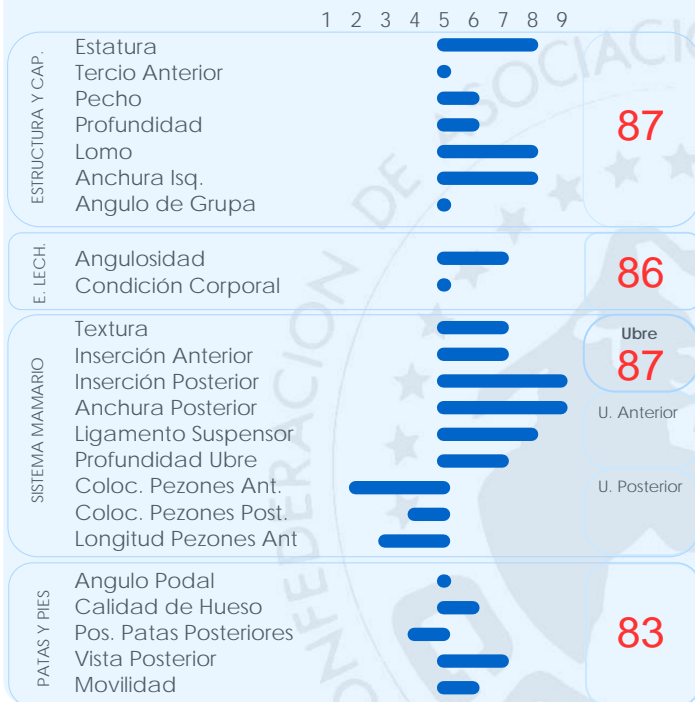 1 2 3 4 5 6 7 8 9
ESTRUCTURA Y CAP.
Estatura
Tercio Anterior
Pecho
Profundidad
Lomo
Anchura Isq.
Angulo de Grupa
87
E. LECH.
Angulosidad
Condición Corporal
86
SISTEMA MAMARIO
Textura
Inserción Anterior
Inserción Posterior
Anchura Posterior
Ligamento Suspensor
Profundidad Ubre
Coloc. Pezones Ant.
Coloc. Pezones Post.
Longitud Pezones Ant
Ubre
87
U. Anterior
U. Posterior
PATAS Y PIES
Angulo Podal
Calidad de Hueso
Pos. Patas Posteriores
Vista Posterior
Movilidad
83
CONFEDERACION DE ASOCIACIO